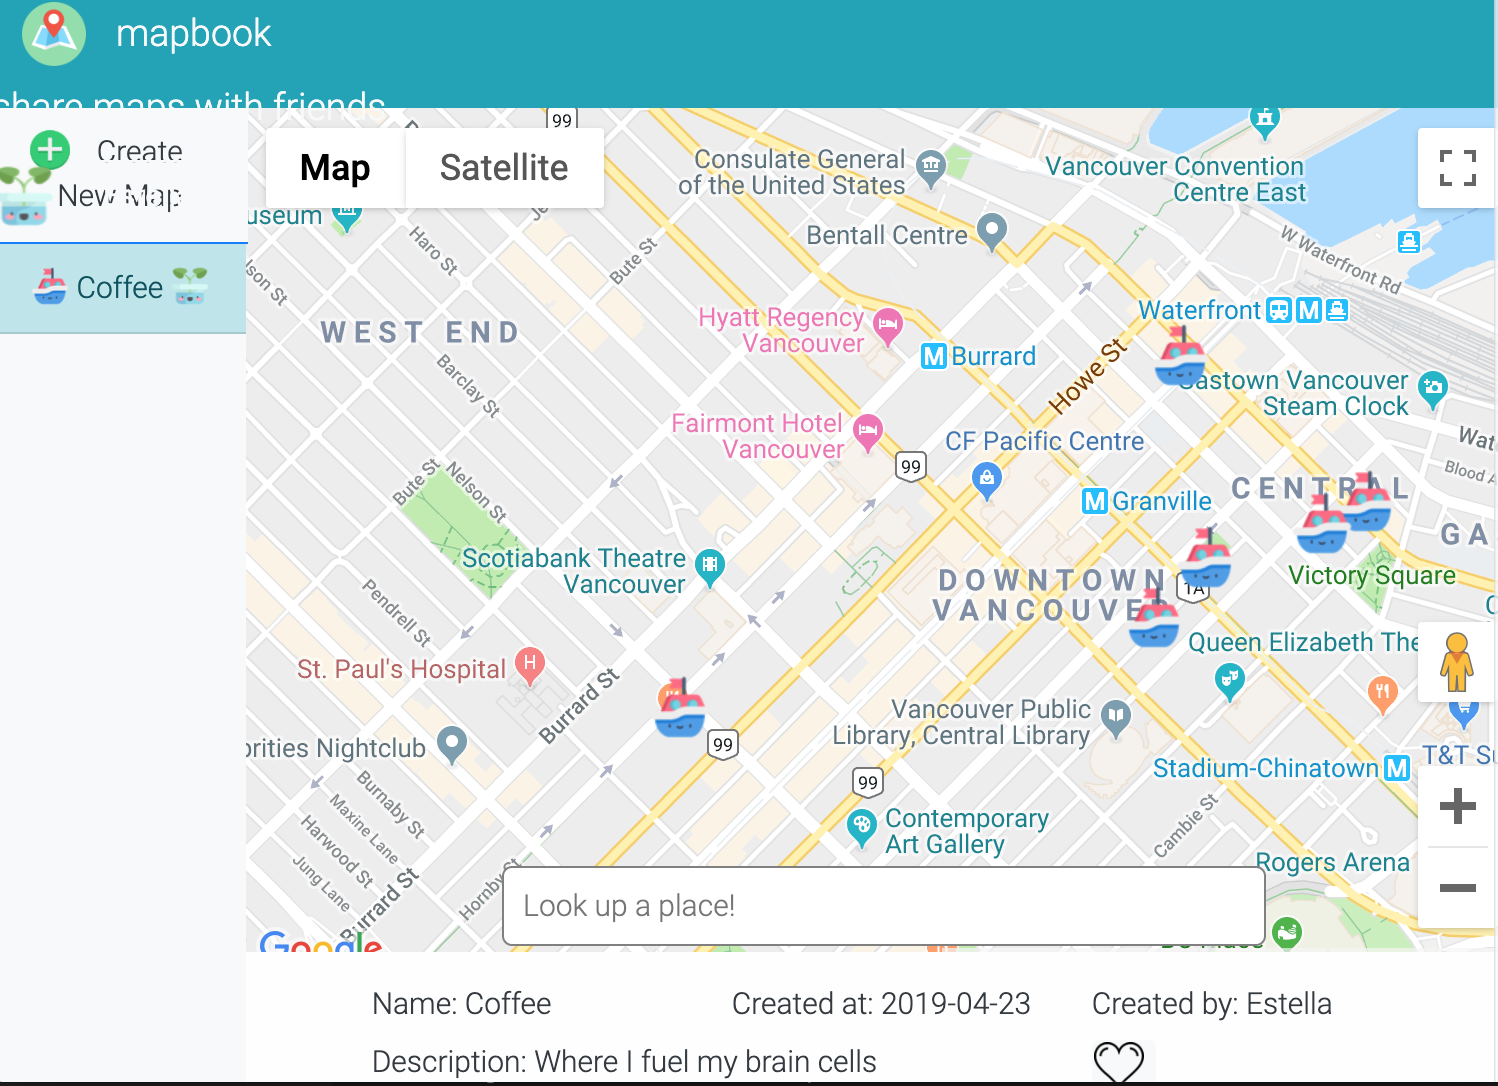 mapbook
share maps with friends
Create
New Map
Coffee
Map
Satellite
99
Consulate General
of the United States
Vancouver Convention
Centre East
useum
Bentall Centre
Haro St
Bute St
W Waterfront Rd
lson St
WEST END
Hyatt Regency
Vancouver
Waterfront
M
M
Burrard
Howe St
Barclay St
Gastown Vancouver
Steam Clock
Fairmont Hotel
Vancouver
CF Pacific Centre
99
Wat
Blood A
Bute St
Nelson St
M
Granville
CENTRAL
GA
Scotiabank Theatre
Vancouver
DOWNTOWN
VANCOUVER
1A
Victory Square
Pendrell St
Queen Elizabeth The
St. Paul's Hospital
H
Burrard St
Vancouver Public
Library, Central Library
99
orities Nightclub
T&T Su
Stadium-Chinatown
M
99
Burnaby St
Maxine Lane
Harwood St
Jung Lane
Burrard St
Hornby St
Contemporary
Art Gallery
Cambie St
Rogers Arena
Look up a place!
Google
Name: Coffee
Created at: 2019-04-23
Created by: Estella
Description: Where I fuel my brain cells